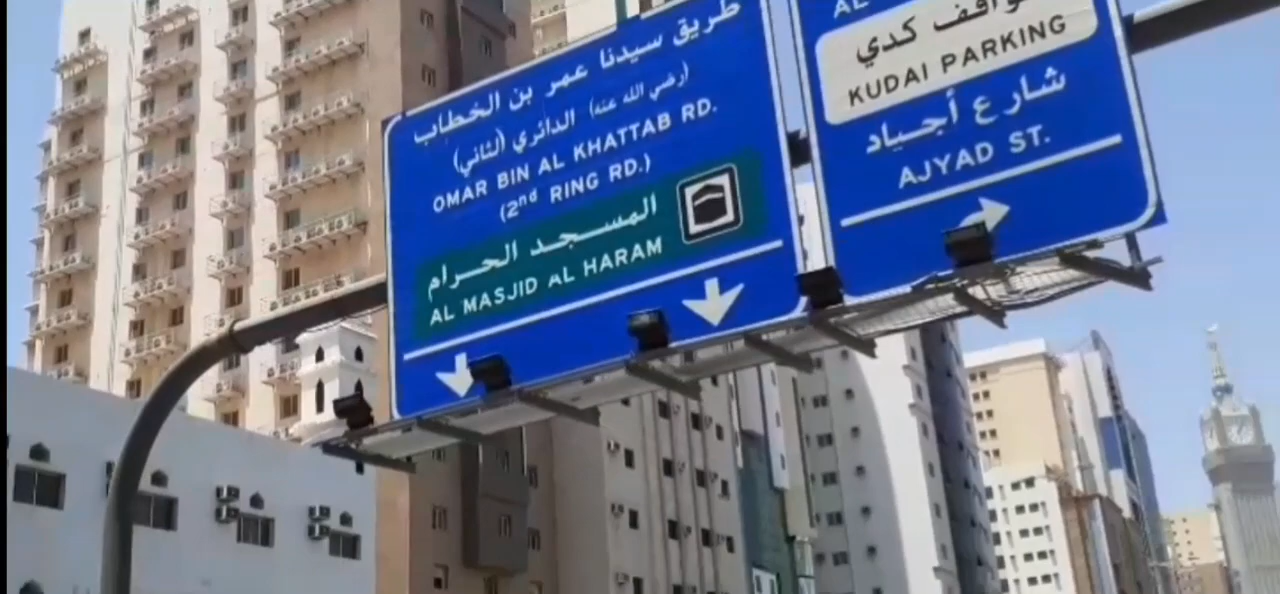 طريق سيدنا عمر بن الخطاب
(رضي الله عنه) الدائري (الثاني)
OMAR BIN AL KHATTAB RD.
(2nd RING RD.)
المسجد الحرام
AL MASJID AL HARAM
AL
كدي
KUDAI PARKING
شارع أجياد
AJYAD ST.